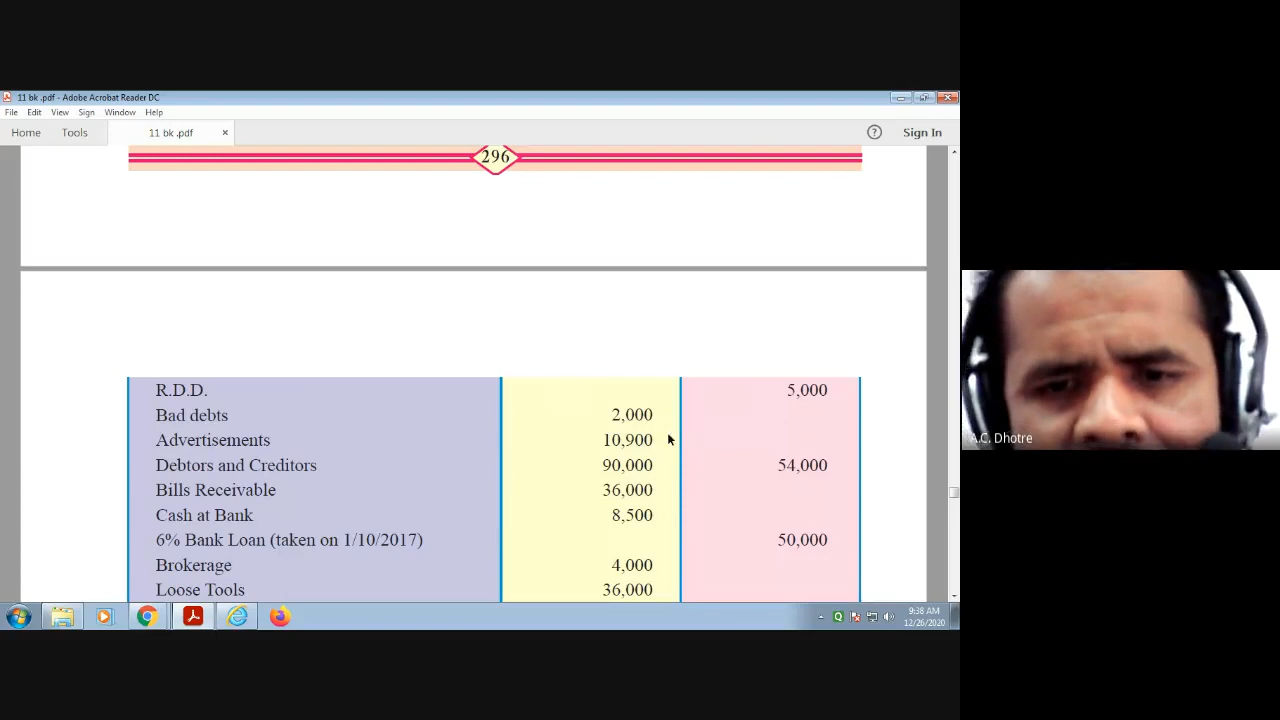 11 bk .pdf - Adobe Acrobat Reader DC
File Edit View Sign Window Help
Home Tools 11 bk .pdf × ? Sign In
296
R.D.D. 5,000
Bad debts 2,000
Advertisements 10,900
Debtors and Creditors 90,000 54,000
Bills Receivable 36,000
Cash at Bank 8,500
6% Bank Loan (taken on 1/10/2017) 50,000
Brokerage 4,000
Loose Tools 36,000
A.C. Dhotre
9:38 AM
12/26/2020